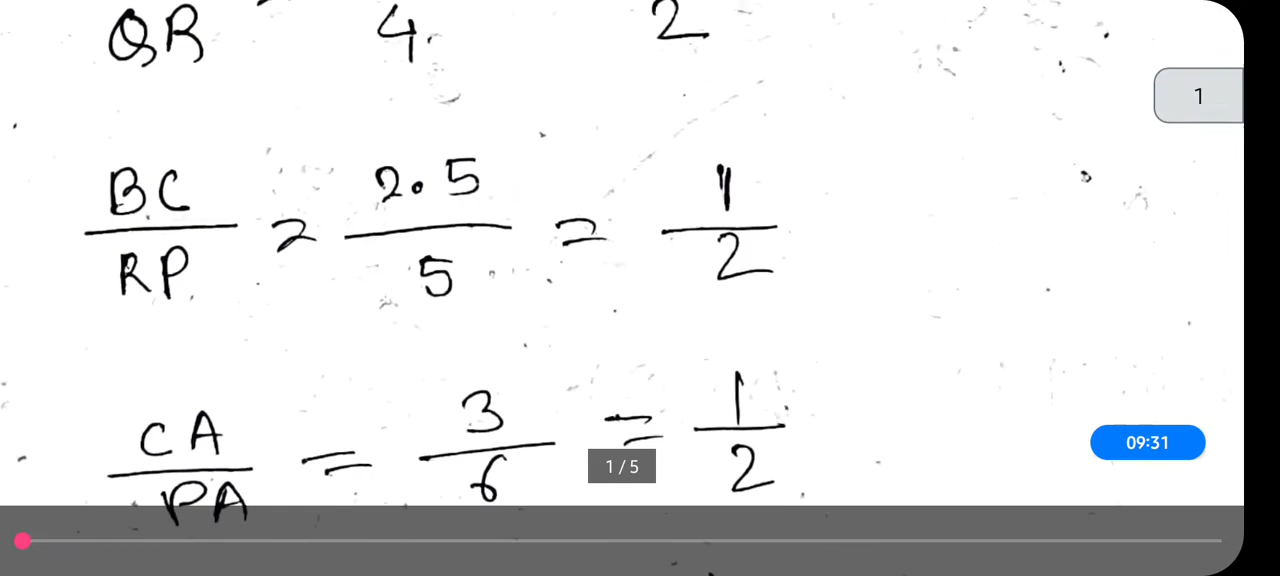 QR 4 2
1
BC/RP = 2.5/5 = 1/2
CA/PA = 3/6 = 1/2
09:31
1 / 5